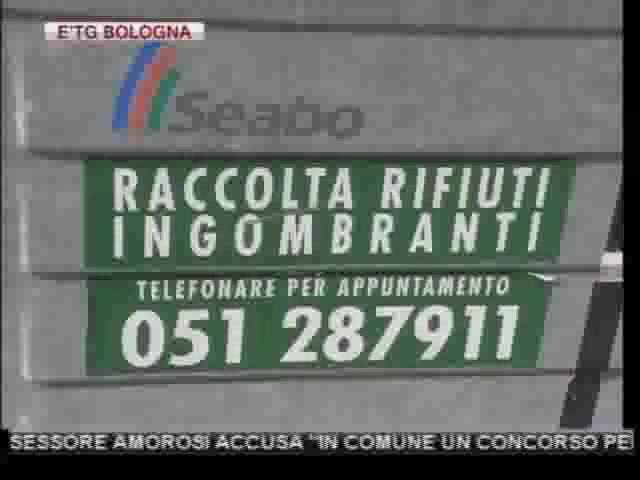 E'TG BOLOGNA
Seabo
RACCOLTA RIFIUTI
INGOMBRANTI
TELEFONARE PER APPUNTAMENTO
051 287911
SESSORE AMOROSI ACCUSA "IN COMUNE UN CONCORSO PE